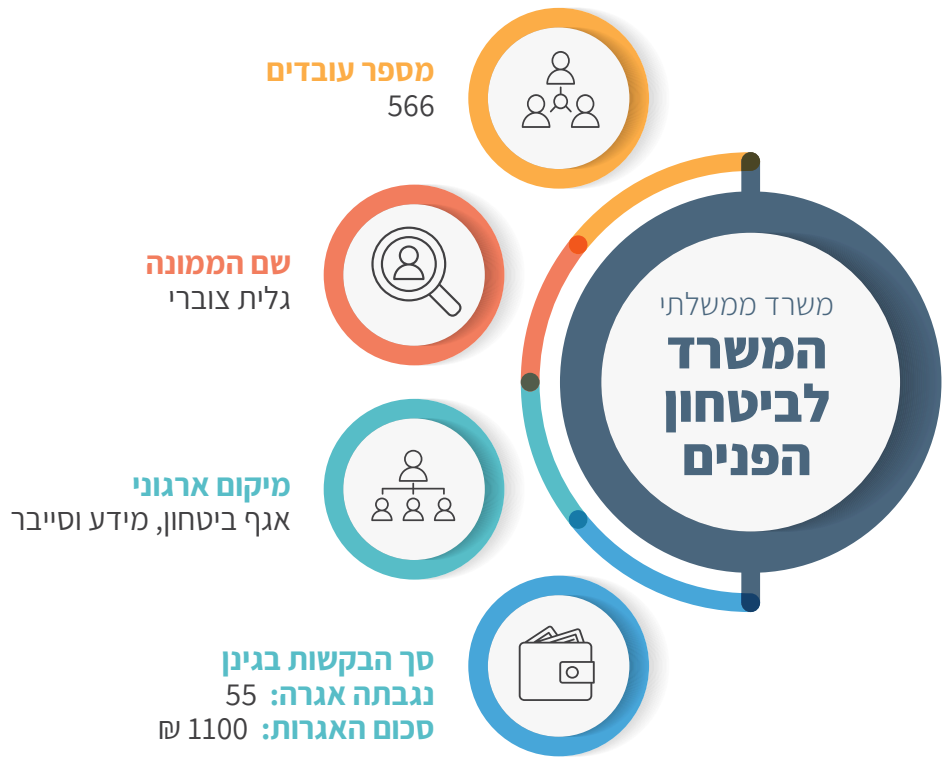 משרד ממשלתי
המשרד
לביטחון
הפנים
מספר עובדים
566
שם הממונה
גלית צוברי
מיקום ארגוני
אגף ביטחון, מידע וסייבר
סך הבקשות בגינן
נגבתה אגרה: 55
סכום האגרות: 1100 ₪